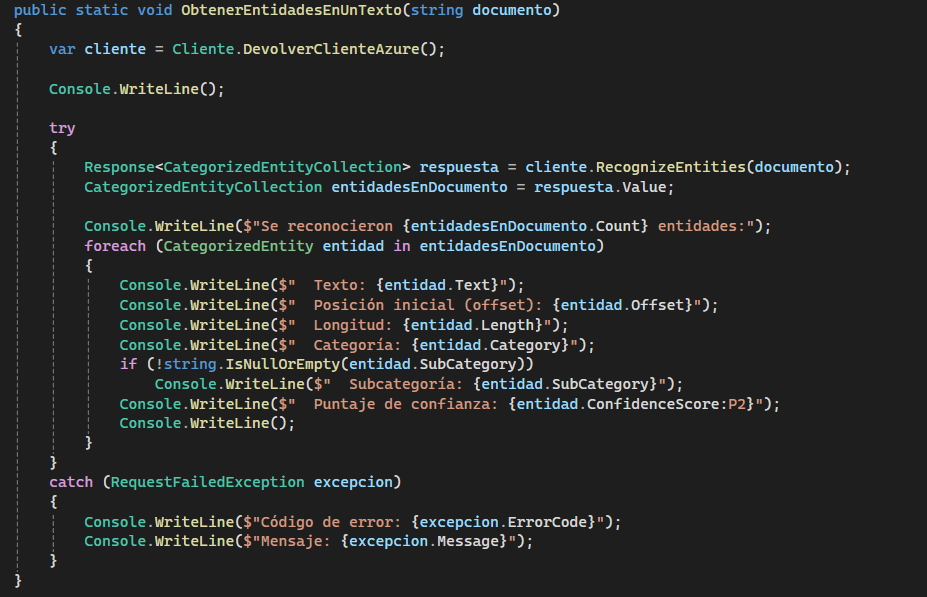 public static void ObtenerEntidadesEnUnTexto(string documento)
{
    var cliente = Cliente.DevolverClienteAzure();

    Console.WriteLine();

    try
    {
        Response<CategorizedEntityCollection> respuesta = cliente.RecognizeEntities(documento);
        CategorizedEntityCollection entidadesEnDocumento = respuesta.Value;

        Console.WriteLine($"Se reconocieron {entidadesEnDocumento.Count} entidades:");
        foreach (CategorizedEntity entidad in entidadesEnDocumento)
        {
            Console.WriteLine($"  Texto: {entidad.Text}");
            Console.WriteLine($"  Posición inicial (offset): {entidad.Offset}");
            Console.WriteLine($"  Longitud: {entidad.Length}");
            Console.WriteLine($"  Categoría: {entidad.Category}");
            if (!string.IsNullOrEmpty(entidad.SubCategory))
                Console.WriteLine($"  Subcategoría: {entidad.SubCategory}");
            Console.WriteLine($"  Puntaje de confianza: {entidad.ConfidenceScore:P2}");
            Console.WriteLine();
        }
    }
    catch (RequestFailedException excepcion)
    {
        Console.WriteLine($"Código de error: {excepcion.ErrorCode}");
        Console.WriteLine($"Mensaje: {excepcion.Message}");
    }
}